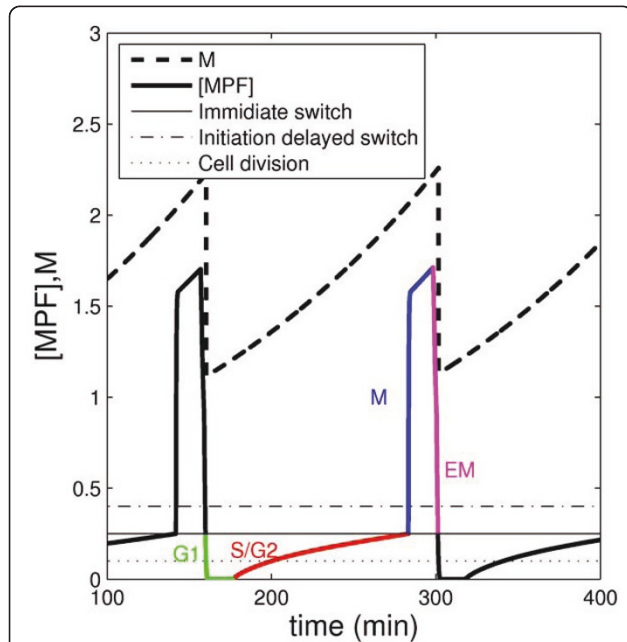 3
2.5
2
1.5
1
0.5
0
[MPF],M
M
[MPF]
Immidiate switch
Initiation delayed switch
Cell division
M
EM
G1
S/G2
100
200
300
400
time (min)